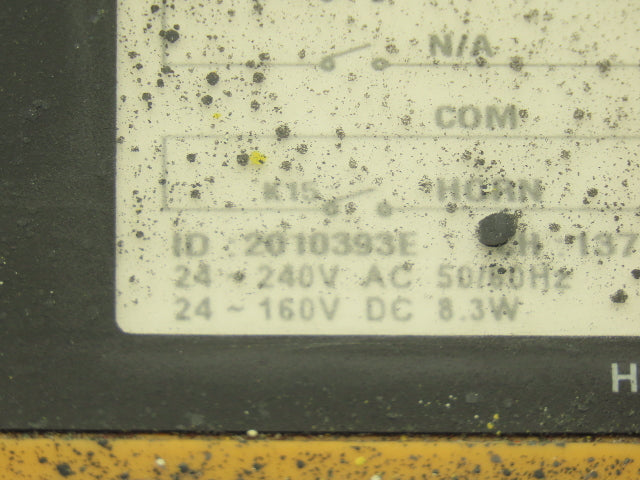 N/A
COM
K15 HORN
ID : 2010393E
24 ~ 240V AC 50/60Hz
24 ~ 160V DC 8.3W
H